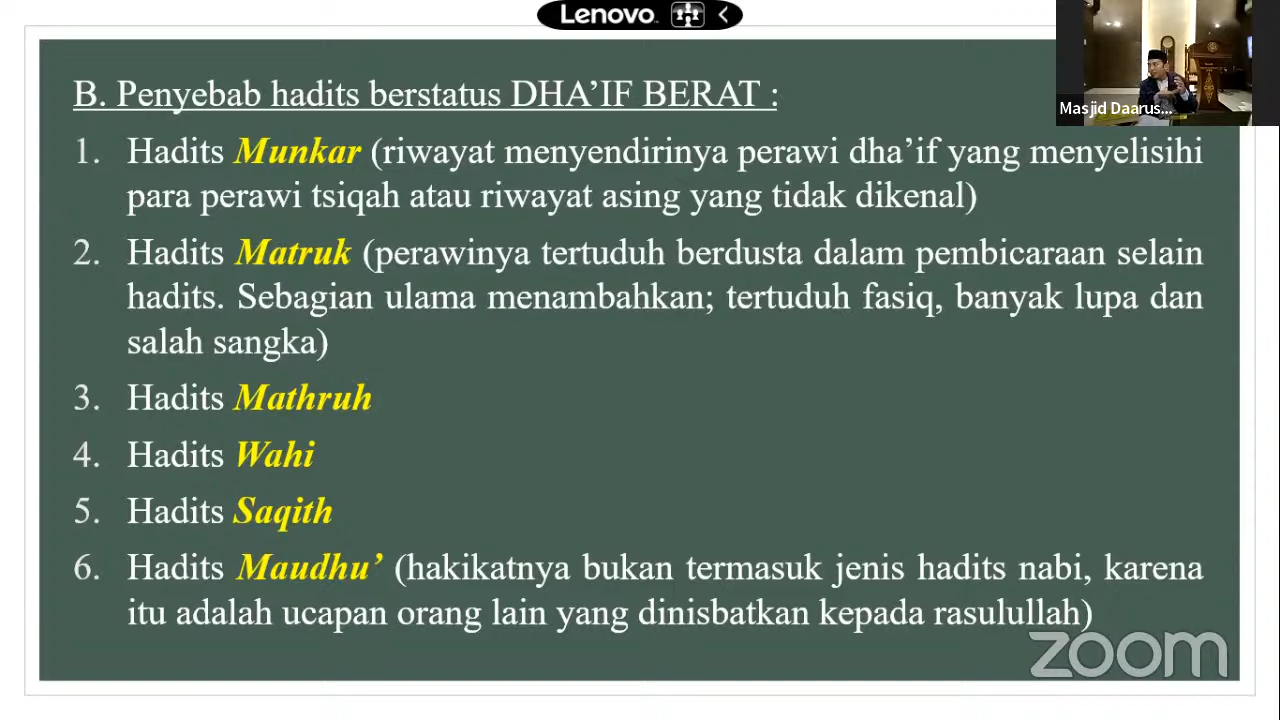 Lenovo
Masjid Daarus...
B. Penyebab hadits berstatus DHA’IF BERAT :
1. Hadits Munkar (riwayat menyendirinya perawi dha’if yang menyelisihi
para perawi tsiqah atau riwayat asing yang tidak dikenal)
2. Hadits Matruk (perawinya tertuduh berdusta dalam pembicaraan selain
hadits. Sebagian ulama menambahkan; tertuduh fasiq, banyak lupa dan
salah sangka)
3. Hadits Mathruh
4. Hadits Wahi
5. Hadits Saqith
6. Hadits Maudhu’ (hakikatnya bukan termasuk jenis hadits nabi, karena
itu adalah ucapan orang lain yang dinisbatkan kepada rasulullah)
zoom